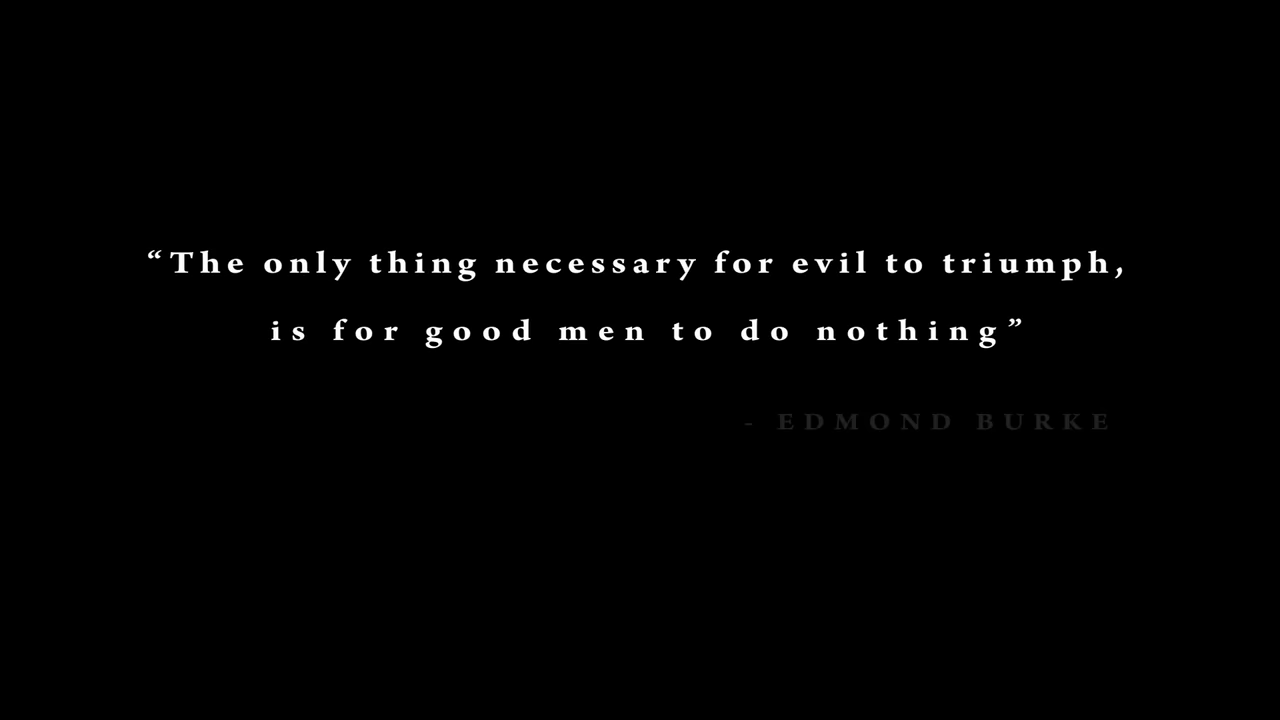 “The only thing necessary for evil to triumph,
is for good men to do nothing”
- EDMOND BURKE